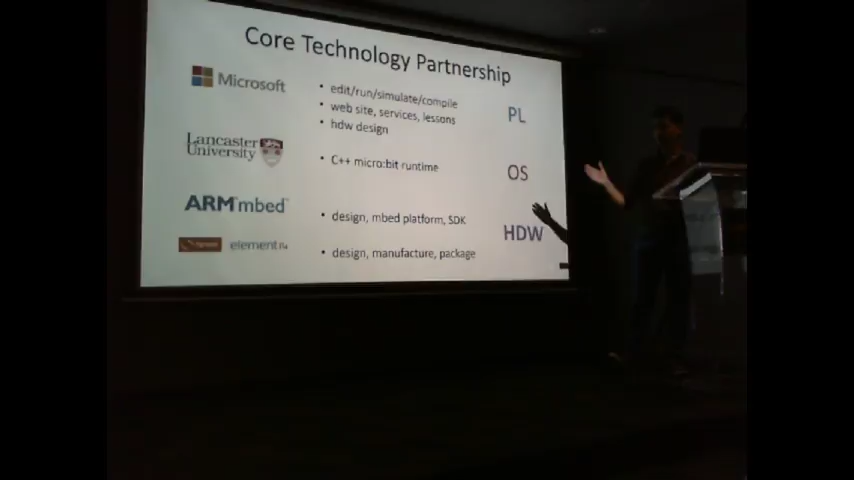 Core Technology Partnership
Microsoft
• edit/run/simulate/compile
• web site, services, lessons
• hdw design
PL
Lancaster
University
• C++ micro:bit runtime
OS
ARM mbed
• design, mbed platform, SDK
HDW
element14
• design, manufacture, package